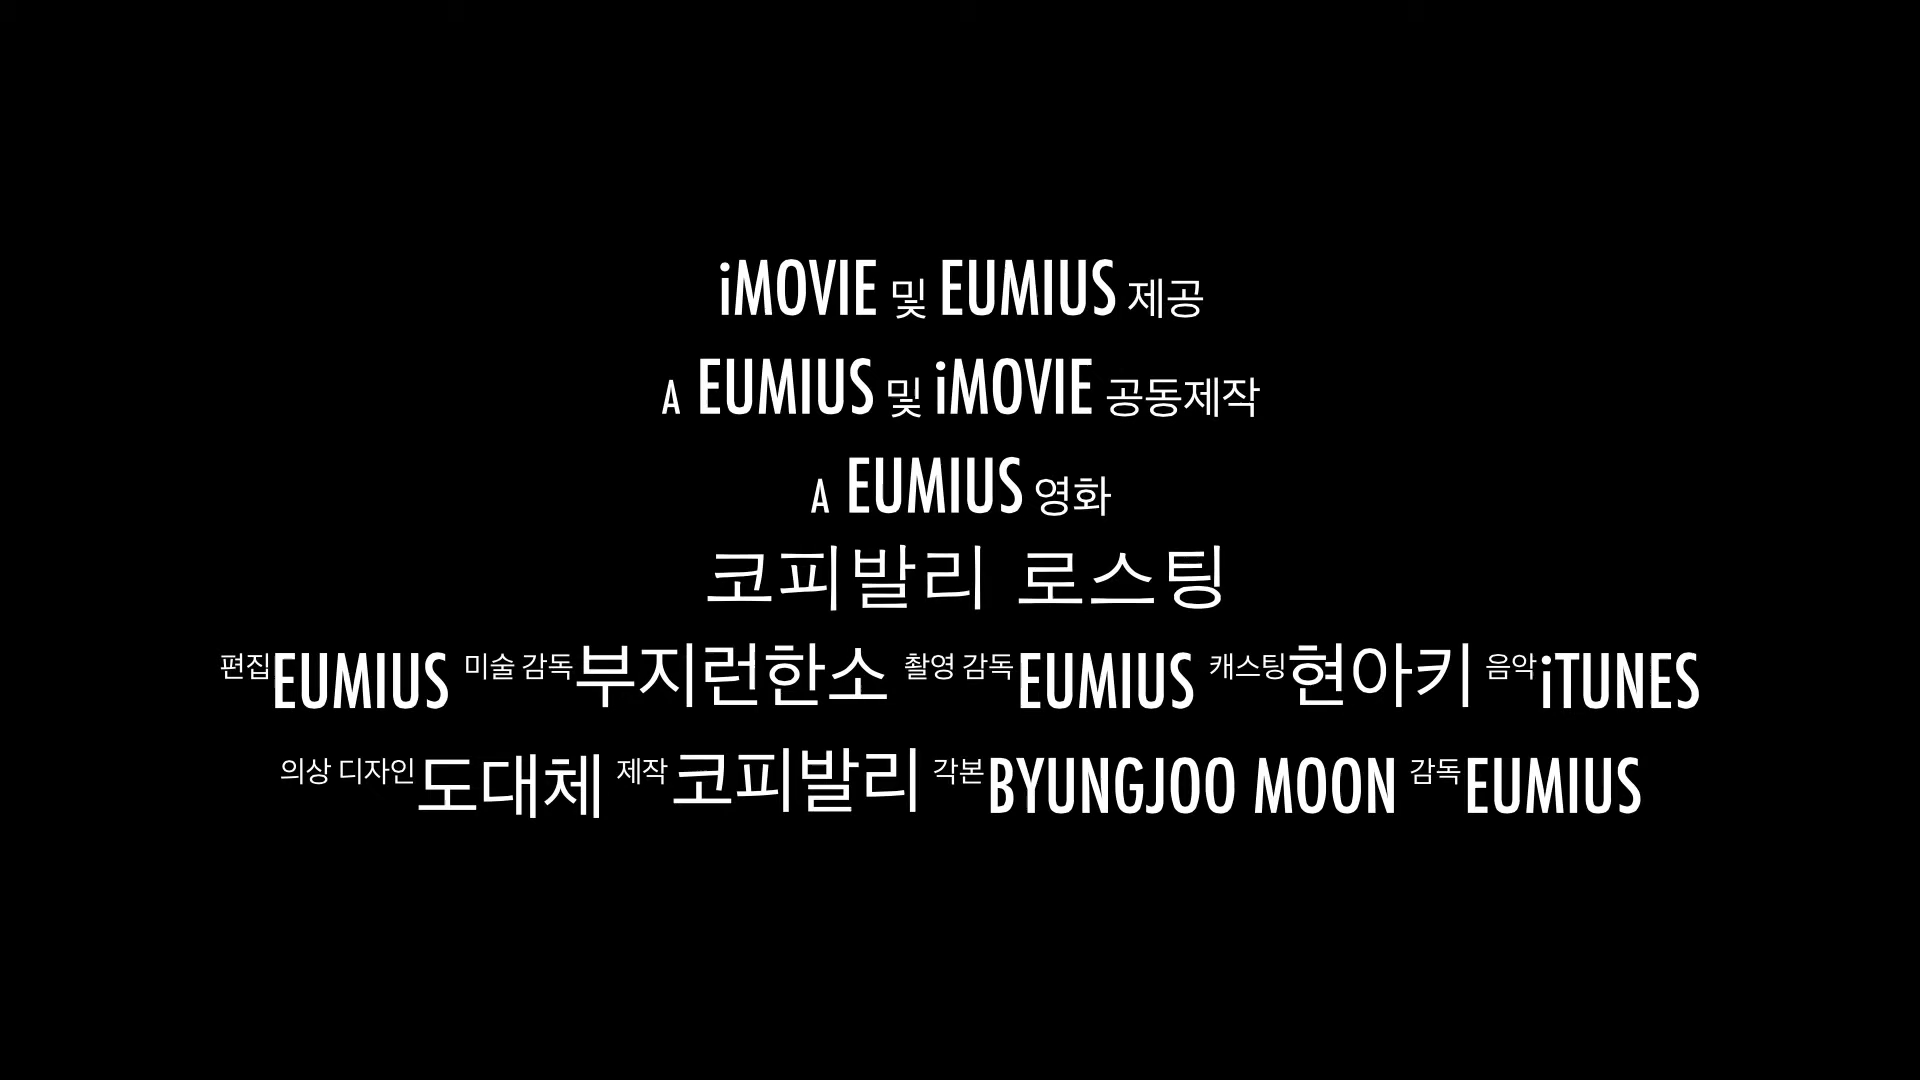 iMOVIE 및 EUMIUS 제공
A EUMIUS 및 iMOVIE 공동제작
A EUMIUS 영화
코피발리 로스팅
편집EUMIUS 미술 감독부지런한소 촬영 감독EUMIUS 캐스팅현아키 음악iTUNES
의상 디자인도대체 제작코피발리 각본BYUNGJOO MOON 감독EUMIUS